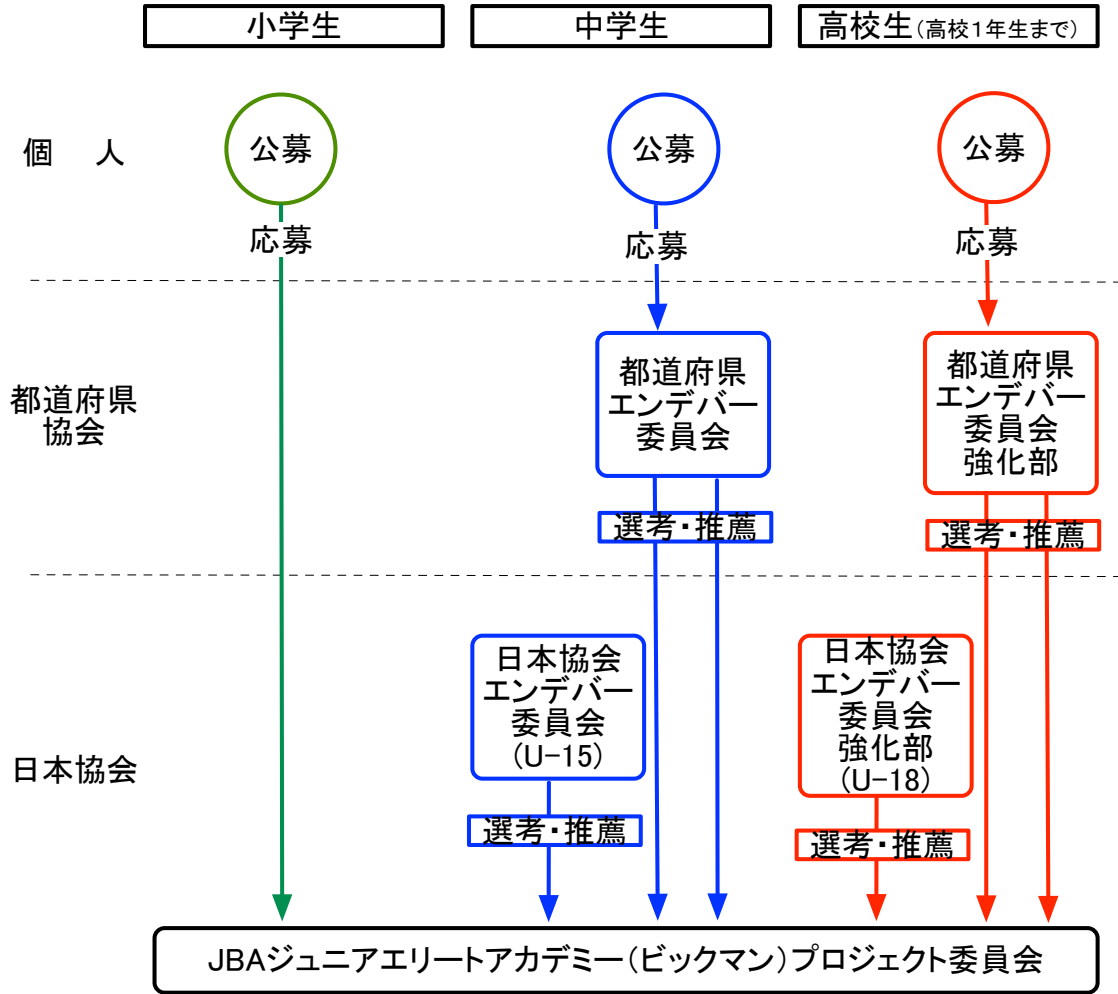 小学生
中学生
高校生(高校1年生まで)
個 人
公募
公募
公募
応募
応募
応募
都道府県
協会
都道府県
エンデバー
委員会
都道府県
エンデバー
委員会
強化部
選考・推薦
選考・推薦
日本協会
日本協会
エンデバー
委員会
(U-15)
日本協会
エンデバー
委員会
強化部
(U-18)
選考・推薦
選考・推薦
JBAジュニアエリートアカデミー(ビックマン)プロジェクト委員会